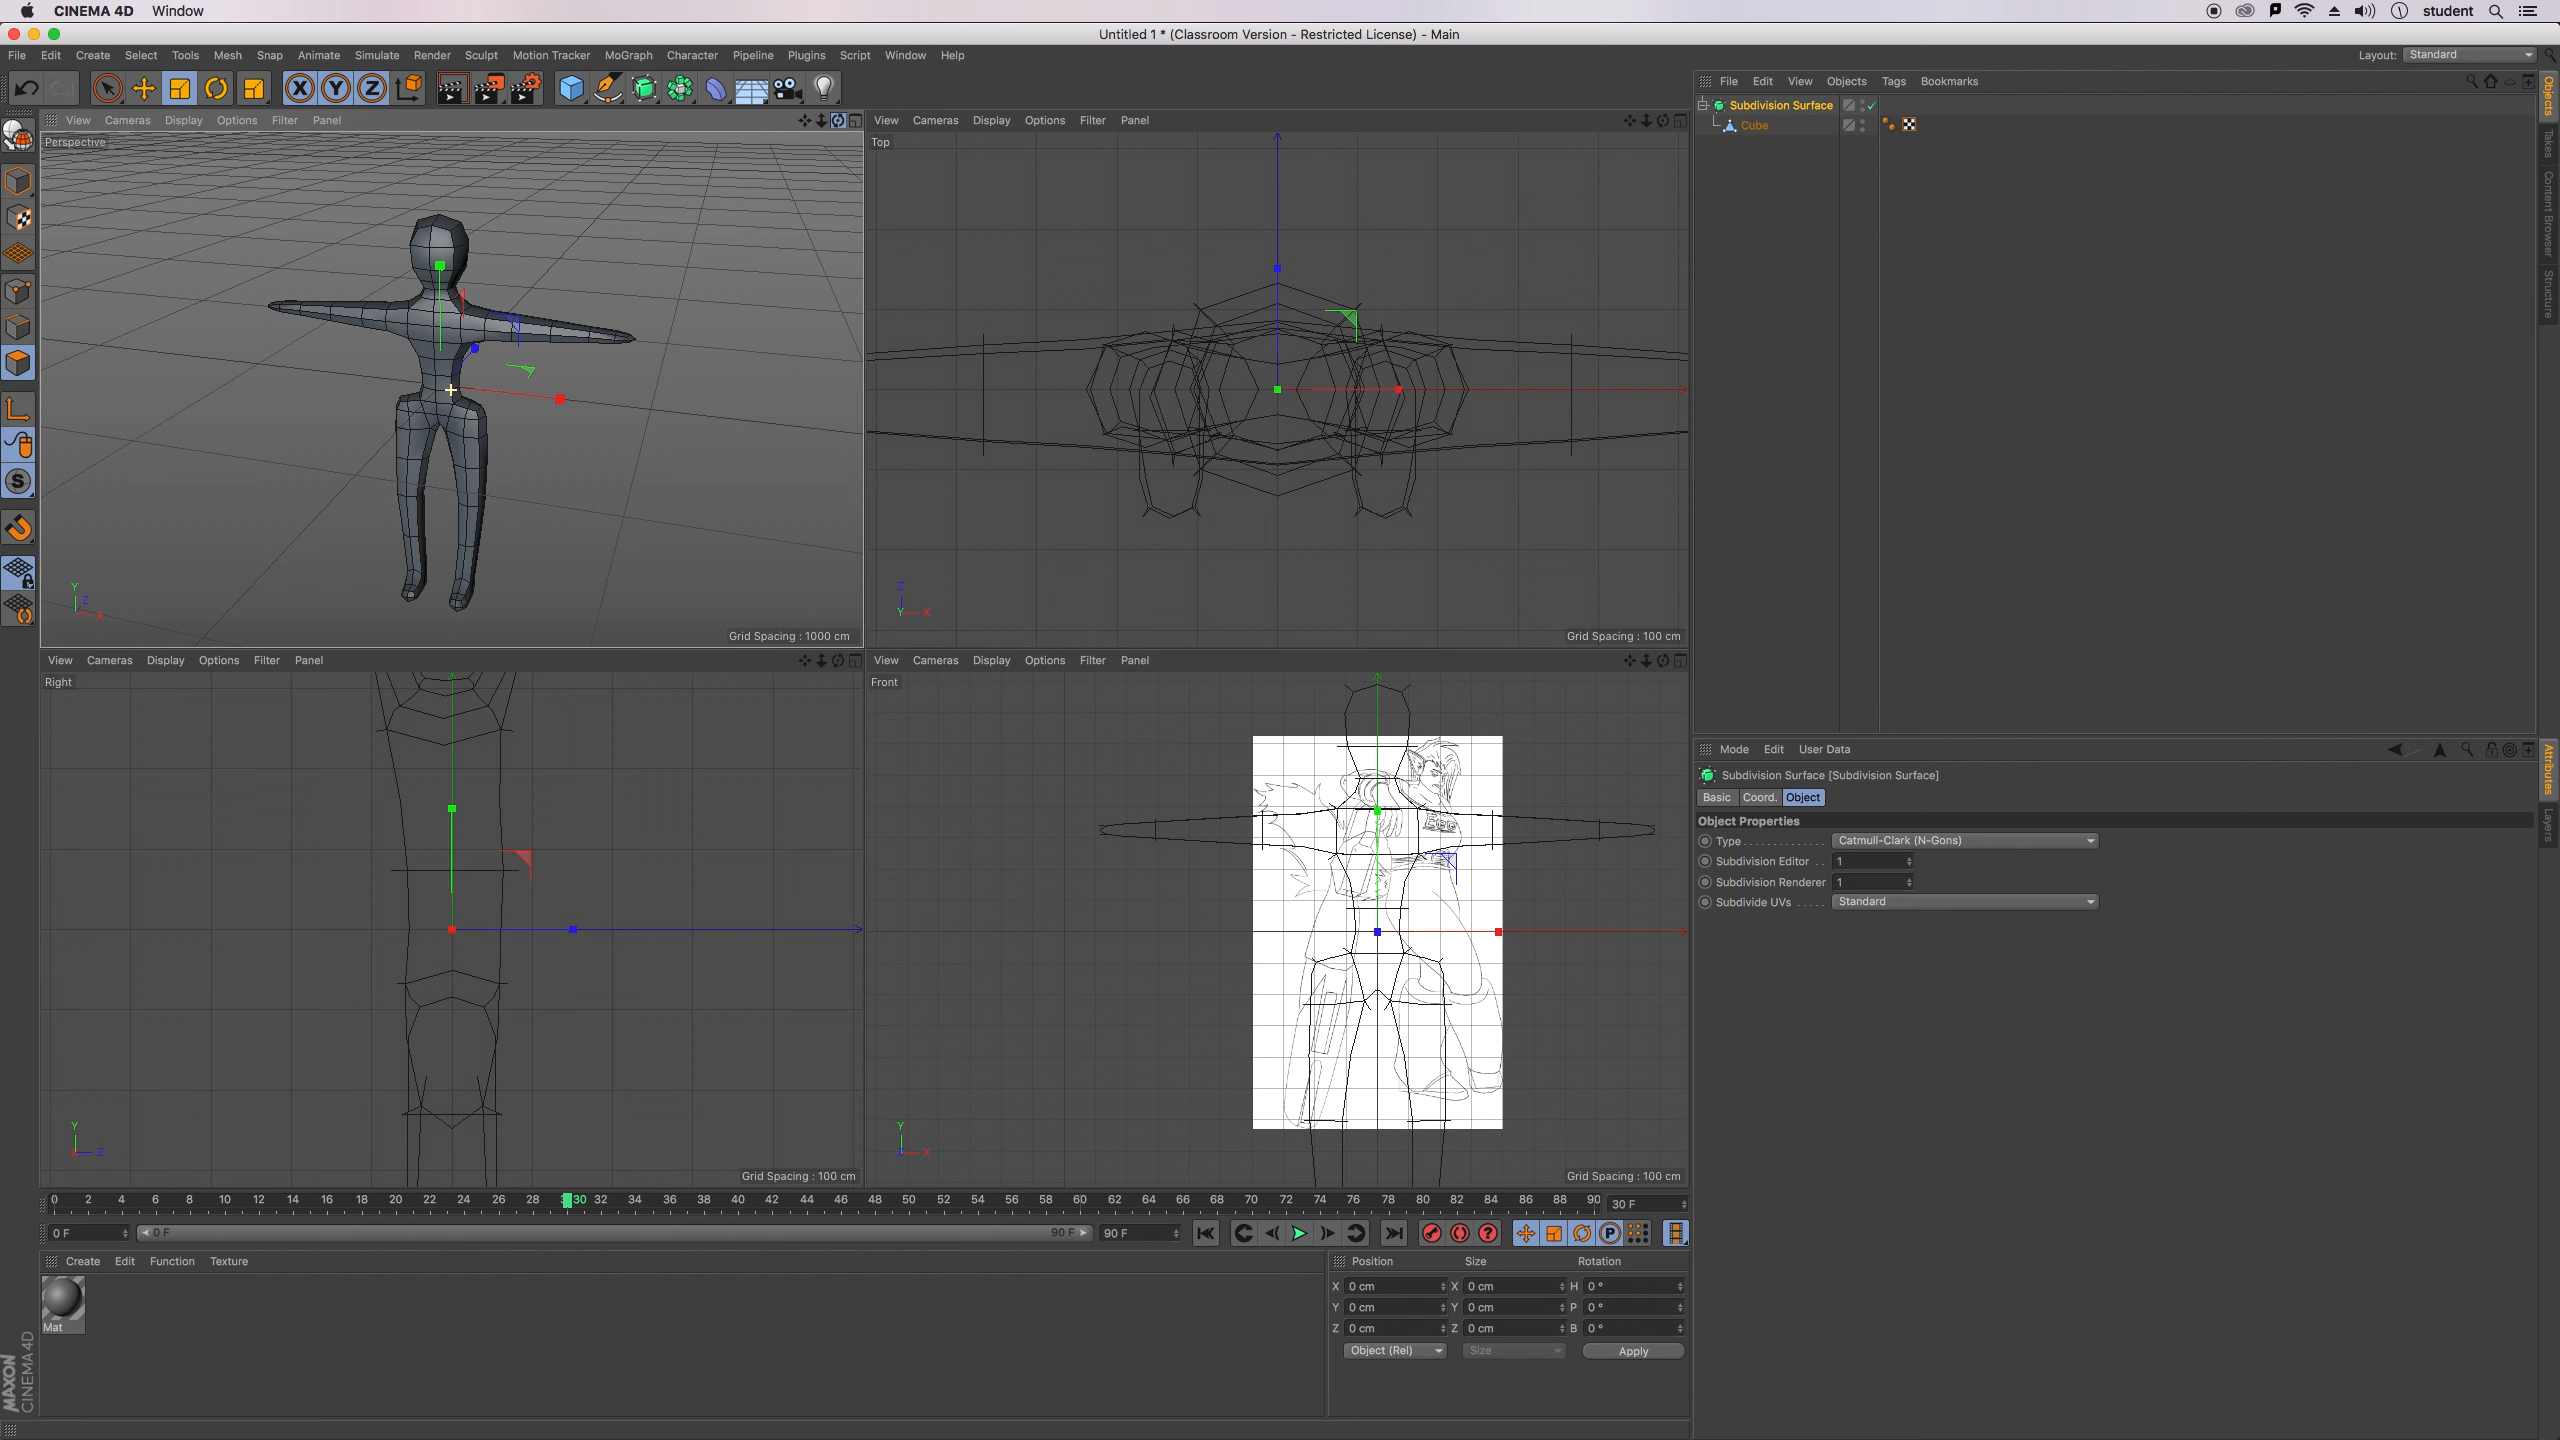 CINEMA 4D Window
student
Untitled 1 * (Classroom Version - Restricted License) - Main
File Edit Create Select Tools Mesh Snap Animate Simulate Render Sculpt Motion Tracker MoGraph Character Pipeline Plugins Script Window Help
Layout: Standard
X Y Z
File Edit View Objects Tags Bookmarks
Subdivision Surface
Cube
Objects
Takes
Content Browser
Structure
View Cameras Display Options Filter Panel
Perspective
Y
Z
X
Grid Spacing : 1000 cm
View Cameras Display Options Filter Panel
Top
Z
Y X
Grid Spacing : 100 cm
View Cameras Display Options Filter Panel
Right
Y
X Z
Grid Spacing : 100 cm
View Cameras Display Options Filter Panel
Front
EGO
Y
Z X
Grid Spacing : 100 cm
Mode Edit User Data
Subdivision Surface [Subdivision Surface]
Basic Coord. Object
Object Properties
Type . . . . . . . . . . . . . Catmull-Clark (N-Gons)
Subdivision Editor . . 1
Subdivision Renderer 1
Subdivide UVs . . . . . Standard
Attributes
Layers
0 2 4 6 8 10 12 14 16 18 20 22 24 26 28 30 32 34 36 38 40 42 44 46 48 50 52 54 56 58 60 62 64 66 68 70 72 74 76 78 80 82 84 86 88 90
30 F
0 F 0 F 90 F 90 F
Create Edit Function Texture
Mat
MAXON
CINEMA 4D
Position Size Rotation
X 0 cm X 0 cm H 0 °
Y 0 cm Y 0 cm P 0 °
Z 0 cm Z 0 cm B 0 °
Object (Rel) Size Apply